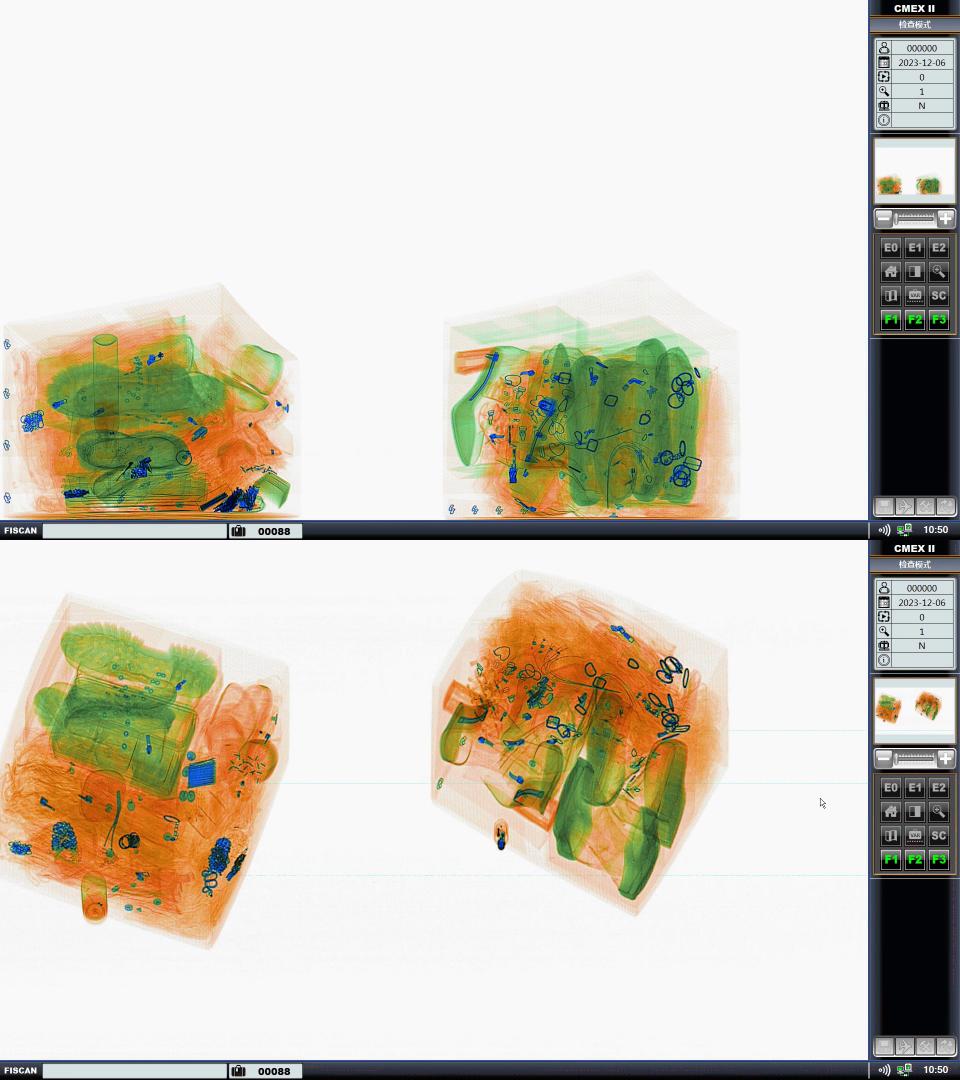 CMEX II
检查模式
000000
2023-12-06
0
1
N
E0 E1 E2
VAR SC
F1 F2 F3
FISCAN 00088 10:50
CMEX II
检查模式
000000
2023-12-06
0
1
N
E0 E1 E2
VAR SC
F1 F2 F3
FISCAN 00088 10:50